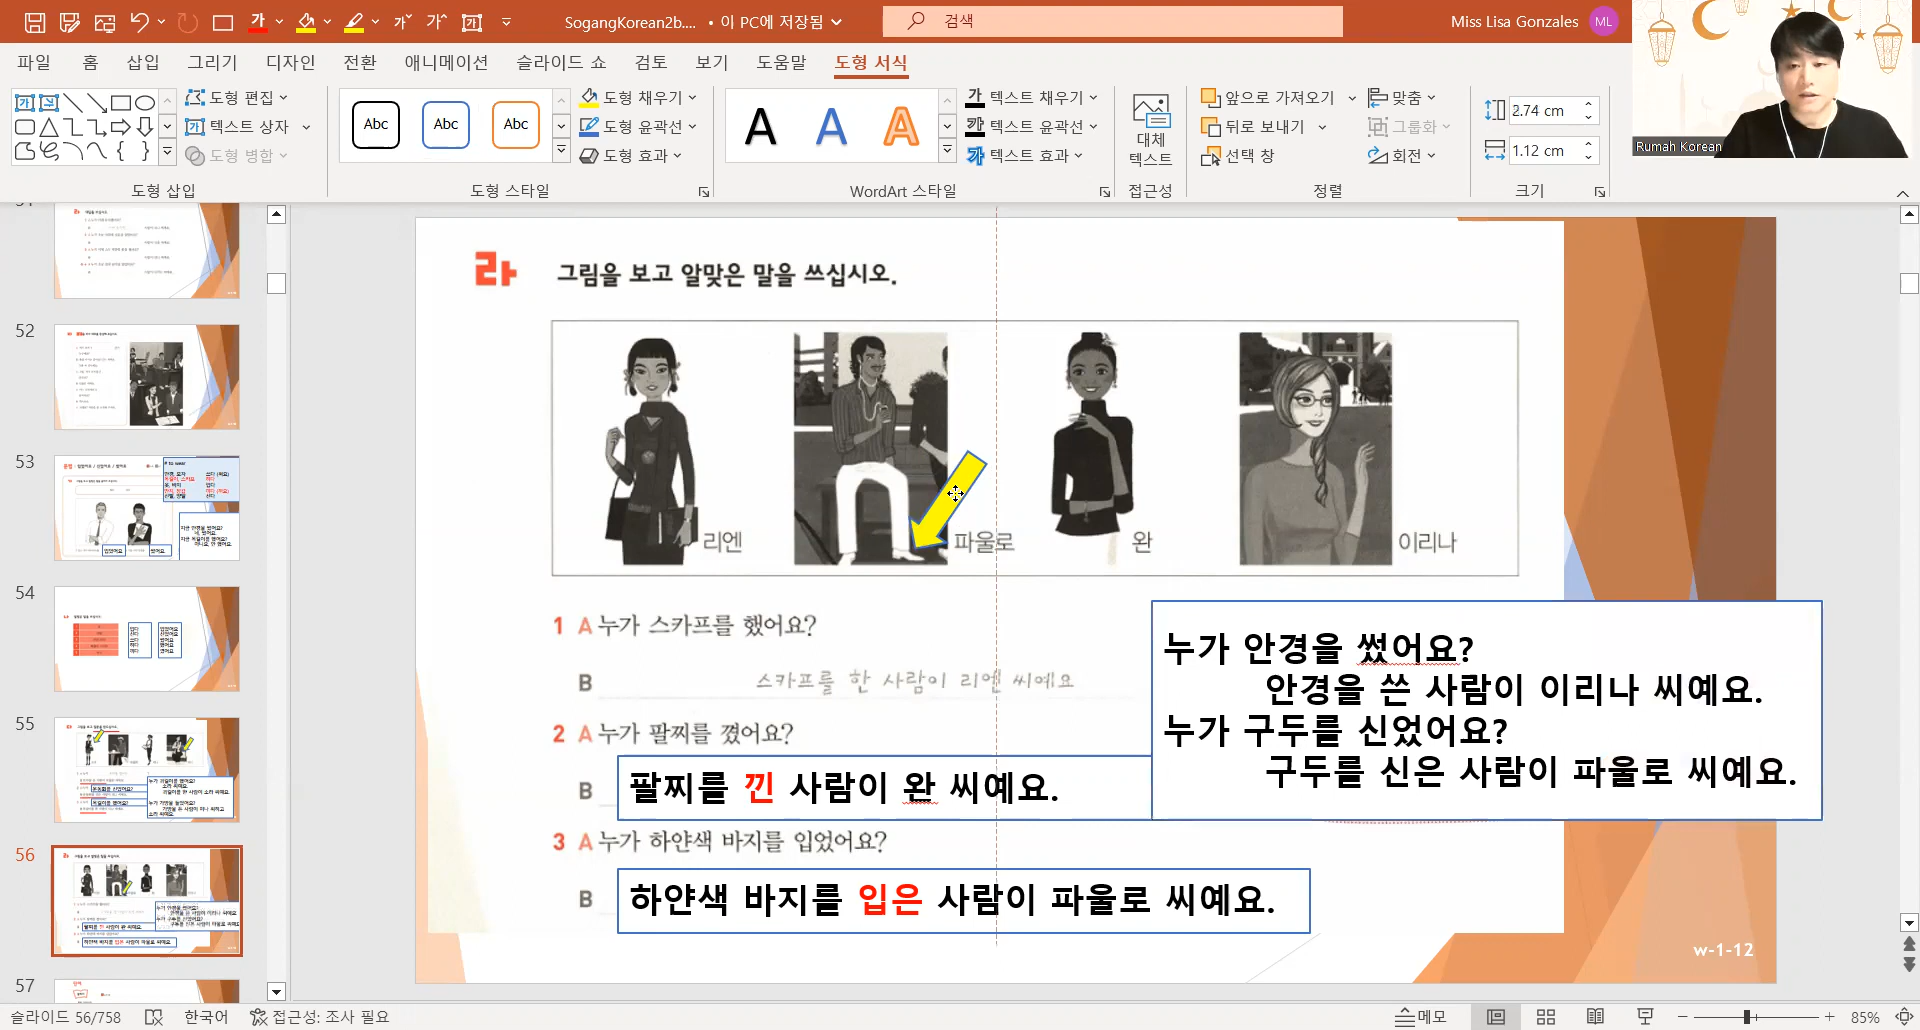 SogangKorean2b.... • 이 PC에 저장됨
검색
Miss Lisa Gonzales
ML
파일 홈 삽입 그리기 디자인 전환 애니메이션 슬라이드 쇼 검토 보기 도움말 도형 서식
도형 편집
텍스트 상자
도형 병합
도형 삽입
Abc Abc Abc
도형 채우기
도형 윤곽선
도형 효과
도형 스타일
A A A
텍스트 채우기
텍스트 윤곽선
텍스트 효과
WordArt 스타일
대체
텍스트
접근성
앞으로 가져오기
뒤로 보내기
선택 창
맞춤
그룹화
회전
정렬
2.74 cm
1.12 cm
크기
Rumah Korean
52
53
54
55
56
57
라 그림을 보고 알맞은 말을 쓰십시오.
리엔 파울로 완 이리나
1 A 누가 스카프를 했어요?
B 스카프를 한 사람이 리엔 씨예요
2 A 누가 팔찌를 꼈어요?
B 팔찌를 낀 사람이 완 씨예요.
3 A 누가 하얀색 바지를 입었어요?
B 하얀색 바지를 입은 사람이 파울로 씨예요.
누가 안경을 썼어요?
안경을 쓴 사람이 이리나 씨예요.
누가 구두를 신었어요?
구두를 신은 사람이 파울로 씨예요.
w-1-12
슬라이드 56/758 한국어 접근성: 조사 필요
메모
85%